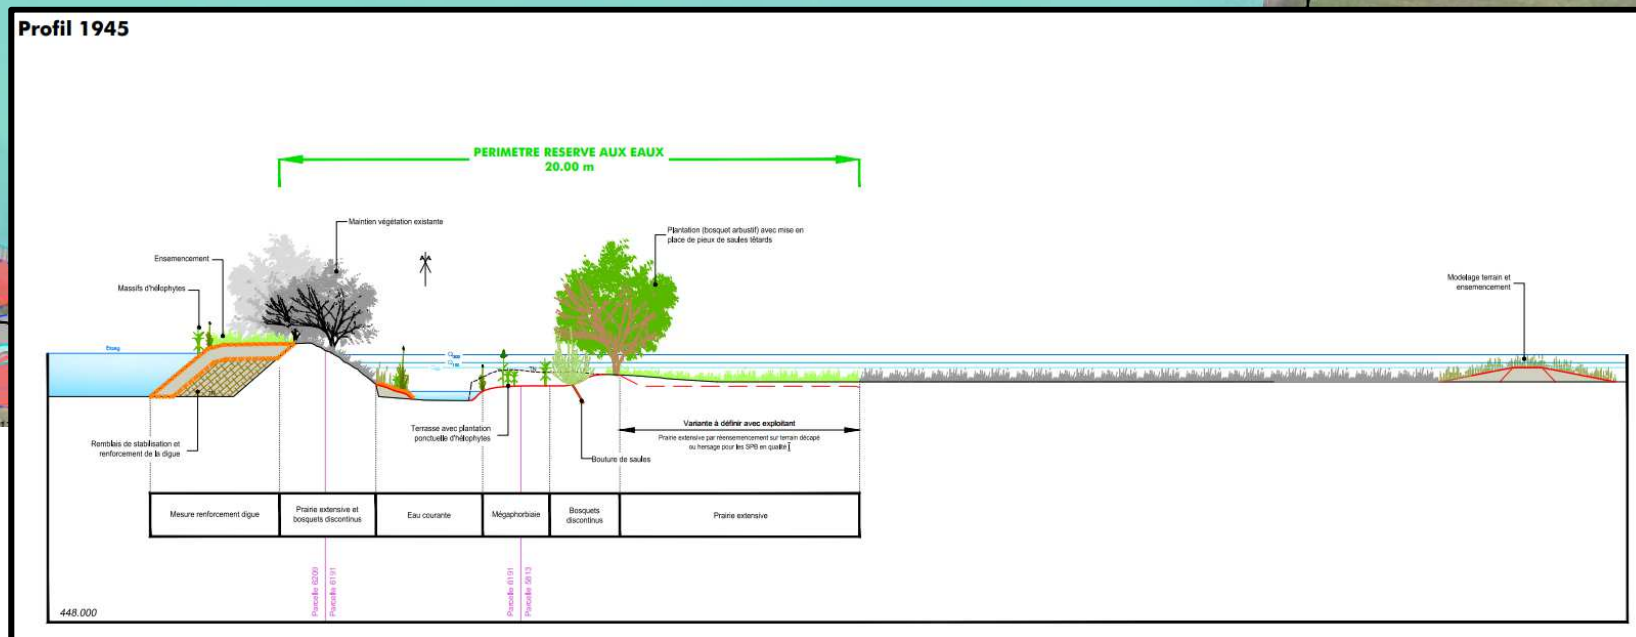 Profil 1945
PERIMETRE RESERVE AUX EAUX
20.00 m
Maintien végétation existante
Plantation (bosquet arbustif) avec mise en
place de pieux de saules têtards
Ensemencement
Massifs d'hélophytes
Modelage terrain et
ensemencement
Etang
Remblais de stabilisation et
renforcement de la digue
Terrasse avec plantation
ponctuelle d'hélophytes
Bouture de saules
Variante à définir avec exploitant
Prairie extensive par réensemencement sur terrain décapé
ou hersage pour les SPB en qualité I
Mesure renforcement digue
Prairie extensive et
bosquets discontinus
Eau courante
Mégaphorbiaie
Bosquets
discontinus
Prairie extensive
Parcelle 6209
Parcelle 6191
Parcelle 6191
Parcelle 5813
448.000